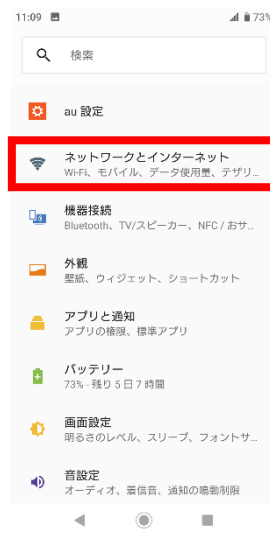 11:09
73%
検索
au 設定
ネットワークとインターネット
Wi-Fi、モバイル、データ使用量、テザリ...
機器接続
Bluetooth、TV/スピーカー、NFC / おサ...
外観
壁紙、ウィジェット、ショートカット
アプリと通知
アプリの権限、標準アプリ
バッテリー
73% - 残り 5 日 7 時間
画面設定
明るさのレベル、スリープ、フォントサ...
音設定
オーディオ、着信音、通知の鳴動制限